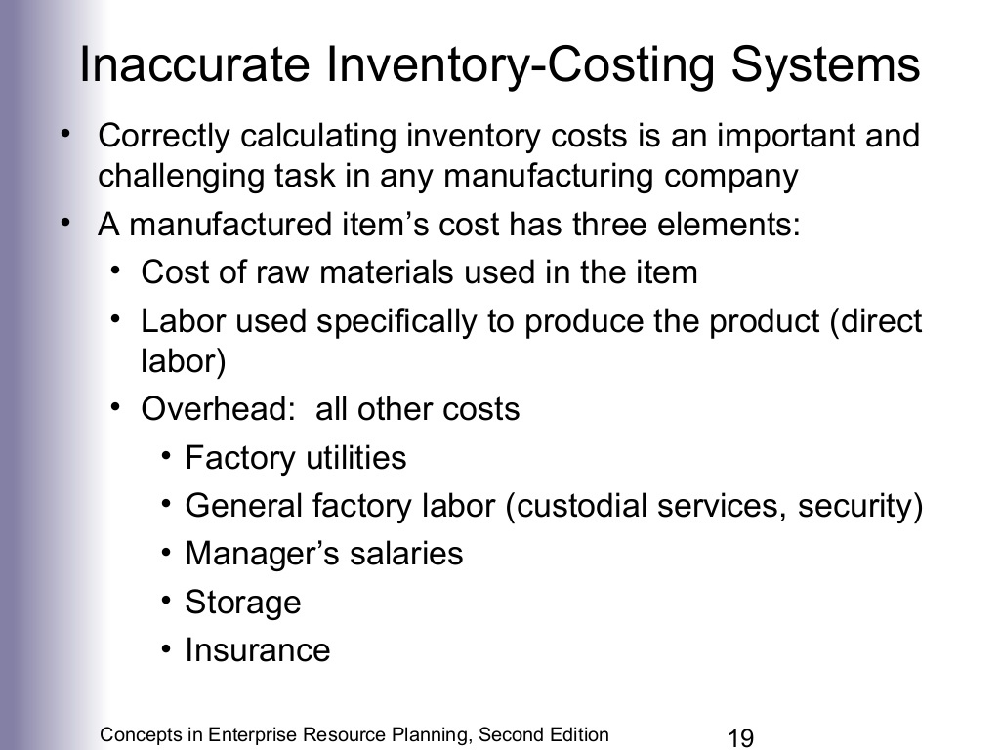 Inaccurate Inventory-Costing Systems
• Correctly calculating inventory costs is an important and
challenging task in any manufacturing company
• A manufactured item’s cost has three elements:
• Cost of raw materials used in the item
• Labor used specifically to produce the product (direct
labor)
• Overhead:  all other costs
• Factory utilities
• General factory labor (custodial services, security)
• Manager’s salaries
• Storage
• Insurance
Concepts in Enterprise Resource Planning, Second Edition
19